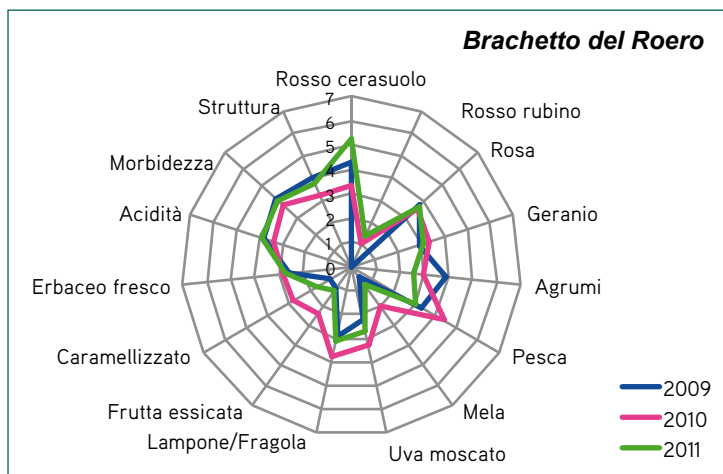 Brachetto del Roero
Rosso cerasuolo
Struttura
Rosso rubino
Morbidezza
Rosa
Acidità
Geranio
Erbaceo fresco
Agrumi
Caramellizzato
Pesca
Frutta essicata
Mela
Lampone/Fragola
Uva moscato
7
6
5
4
3
2
1
0
2009
2010
2011